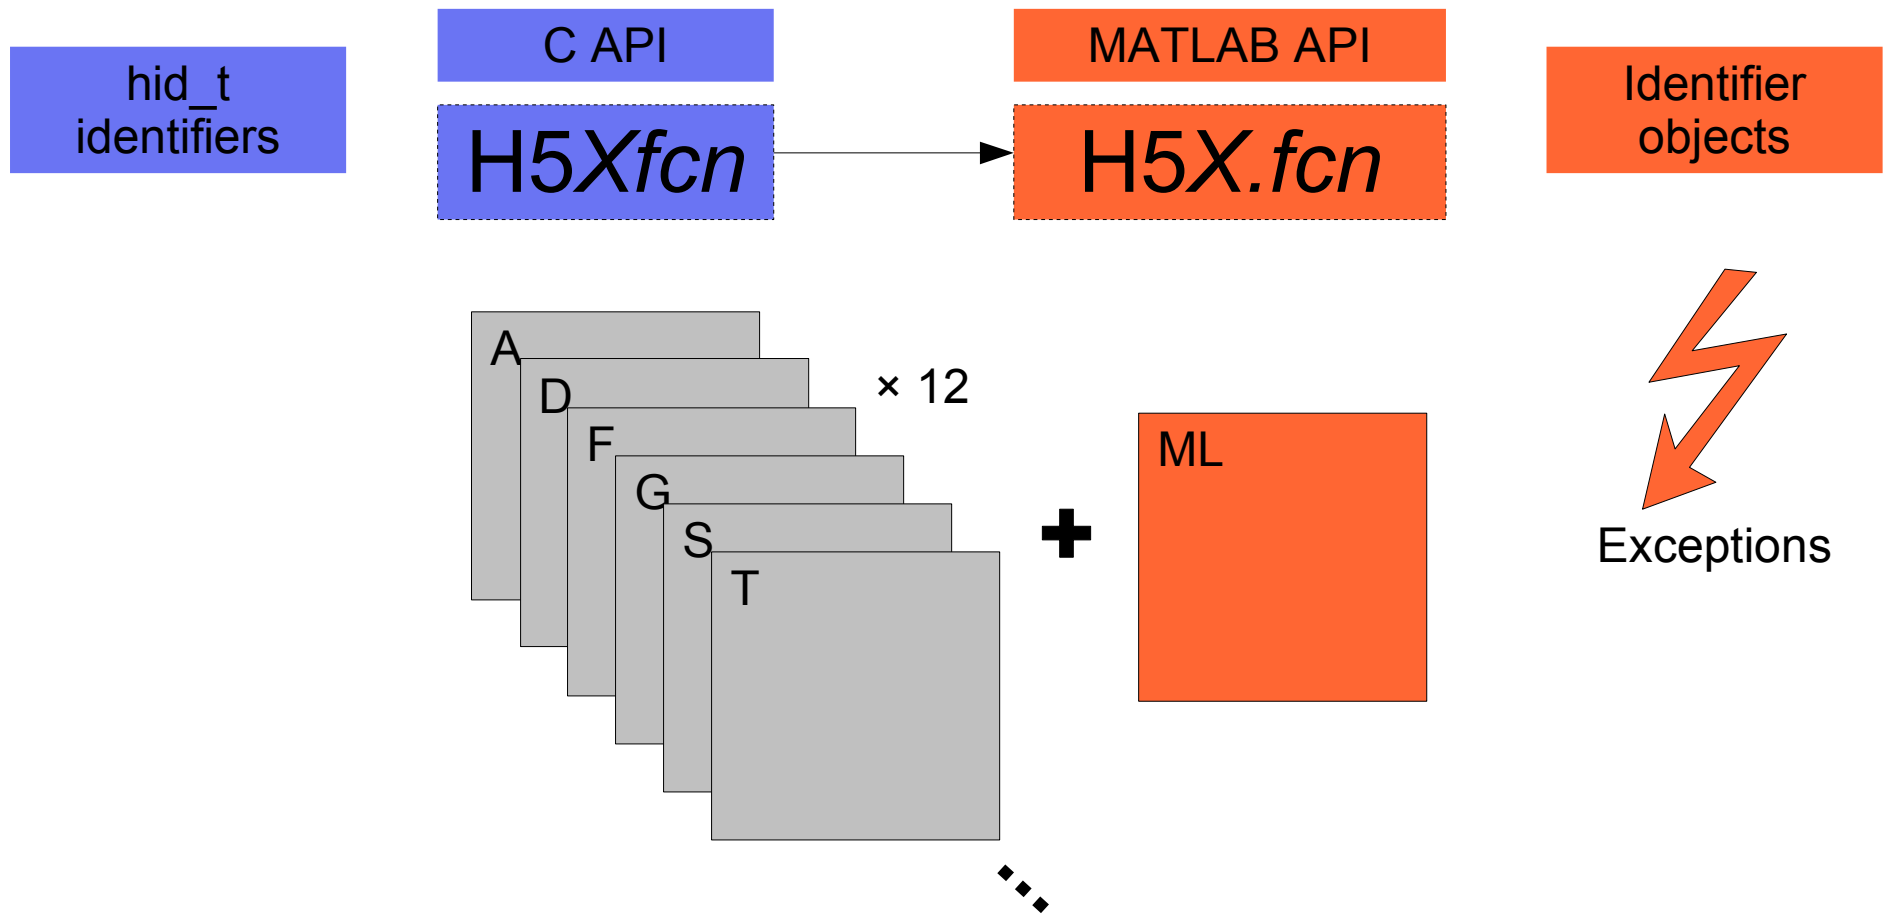 C API
MATLAB API
hid_t
identifiers
Identifier
objects
H5Xfcn
H5X.fcn
A
D
× 12
F
ML
G
S
Exceptions
T